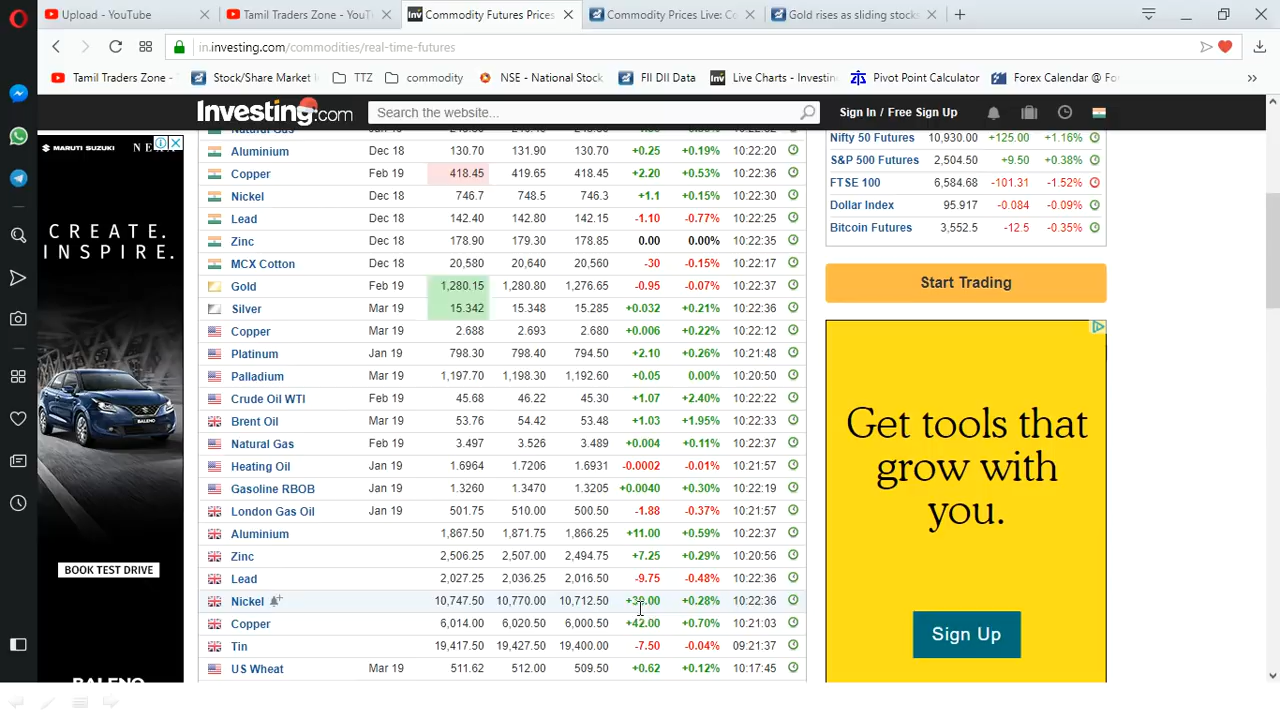 Upload - YouTube
Tamil Traders Zone - YouT
Commodity Futures Prices
Commodity Prices Live: Co
Gold rises as sliding stocks
in.investing.com/commodities/real-time-futures
Tamil Traders Zone -
Stock/Share Market
TTZ
commodity
NSE - National Stock
FII DII Data
Live Charts - Investin
Pivot Point Calculator
Forex Calendar @ Fo
Investing.com
Search the website...
Sign In / Free Sign Up
MARUTI SUZUKI NEXA
CREATE.
INSPIRE.
BOOK TEST DRIVE
BALENO
Natural Gas
Aluminium Dec 18 130.70 131.90 130.70 +0.25 +0.19% 10:22:20
Copper Feb 19 418.45 419.65 418.45 +2.20 +0.53% 10:22:36
Nickel Dec 18 746.7 748.5 746.3 +1.1 +0.15% 10:22:30
Lead Dec 18 142.40 142.80 142.15 -1.10 -0.77% 10:22:25
Zinc Dec 18 178.90 179.30 178.85 0.00 0.00% 10:22:35
MCX Cotton Dec 18 20,580 20,640 20,560 -30 -0.15% 10:22:17
Gold Feb 19 1,280.15 1,280.80 1,276.65 -0.95 -0.07% 10:22:37
Silver Mar 19 15.342 15.348 15.285 +0.032 +0.21% 10:22:36
Copper Mar 19 2.688 2.693 2.680 +0.006 +0.22% 10:22:12
Platinum Jan 19 798.30 798.40 794.50 +2.10 +0.26% 10:21:48
Palladium Mar 19 1,197.70 1,198.30 1,192.60 +0.05 0.00% 10:20:50
Crude Oil WTI Feb 19 45.68 46.22 45.30 +1.07 +2.40% 10:22:22
Brent Oil Mar 19 53.76 54.42 53.48 +1.03 +1.95% 10:22:33
Natural Gas Feb 19 3.497 3.526 3.489 +0.004 +0.11% 10:22:37
Heating Oil Jan 19 1.6964 1.7206 1.6931 -0.0002 -0.01% 10:21:57
Gasoline RBOB Jan 19 1.3260 1.3470 1.3205 +0.0040 +0.30% 10:22:19
London Gas Oil Jan 19 501.75 510.00 500.50 -1.88 -0.37% 10:21:57
Aluminium 1,867.50 1,871.75 1,866.25 +11.00 +0.59% 10:22:37
Zinc 2,506.25 2,507.00 2,494.75 +7.25 +0.29% 10:20:56
Lead 2,027.25 2,036.25 2,016.50 -9.75 -0.48% 10:22:36
Nickel 10,747.50 10,770.00 10,712.50 +0.28% 10:22:36
Copper 6,014.00 6,020.50 6,000.50 +42.00 +0.70% 10:21:03
Tin 19,417.50 19,427.50 19,400.00 -7.50 -0.04% 09:21:37
US Wheat Mar 19 511.62 512.00 509.50 +0.62 +0.12% 10:17:45
Nifty 50 Futures 10,930.00 +125.00 +1.16%
S&P 500 Futures 2,504.50 +9.50 +0.38%
FTSE 100 6,584.68 -101.31 -1.52%
Dollar Index 95.917 -0.084 -0.09%
Bitcoin Futures 3,552.5 -12.5 -0.35%
Start Trading
Get tools that
grow with
you.
Sign Up